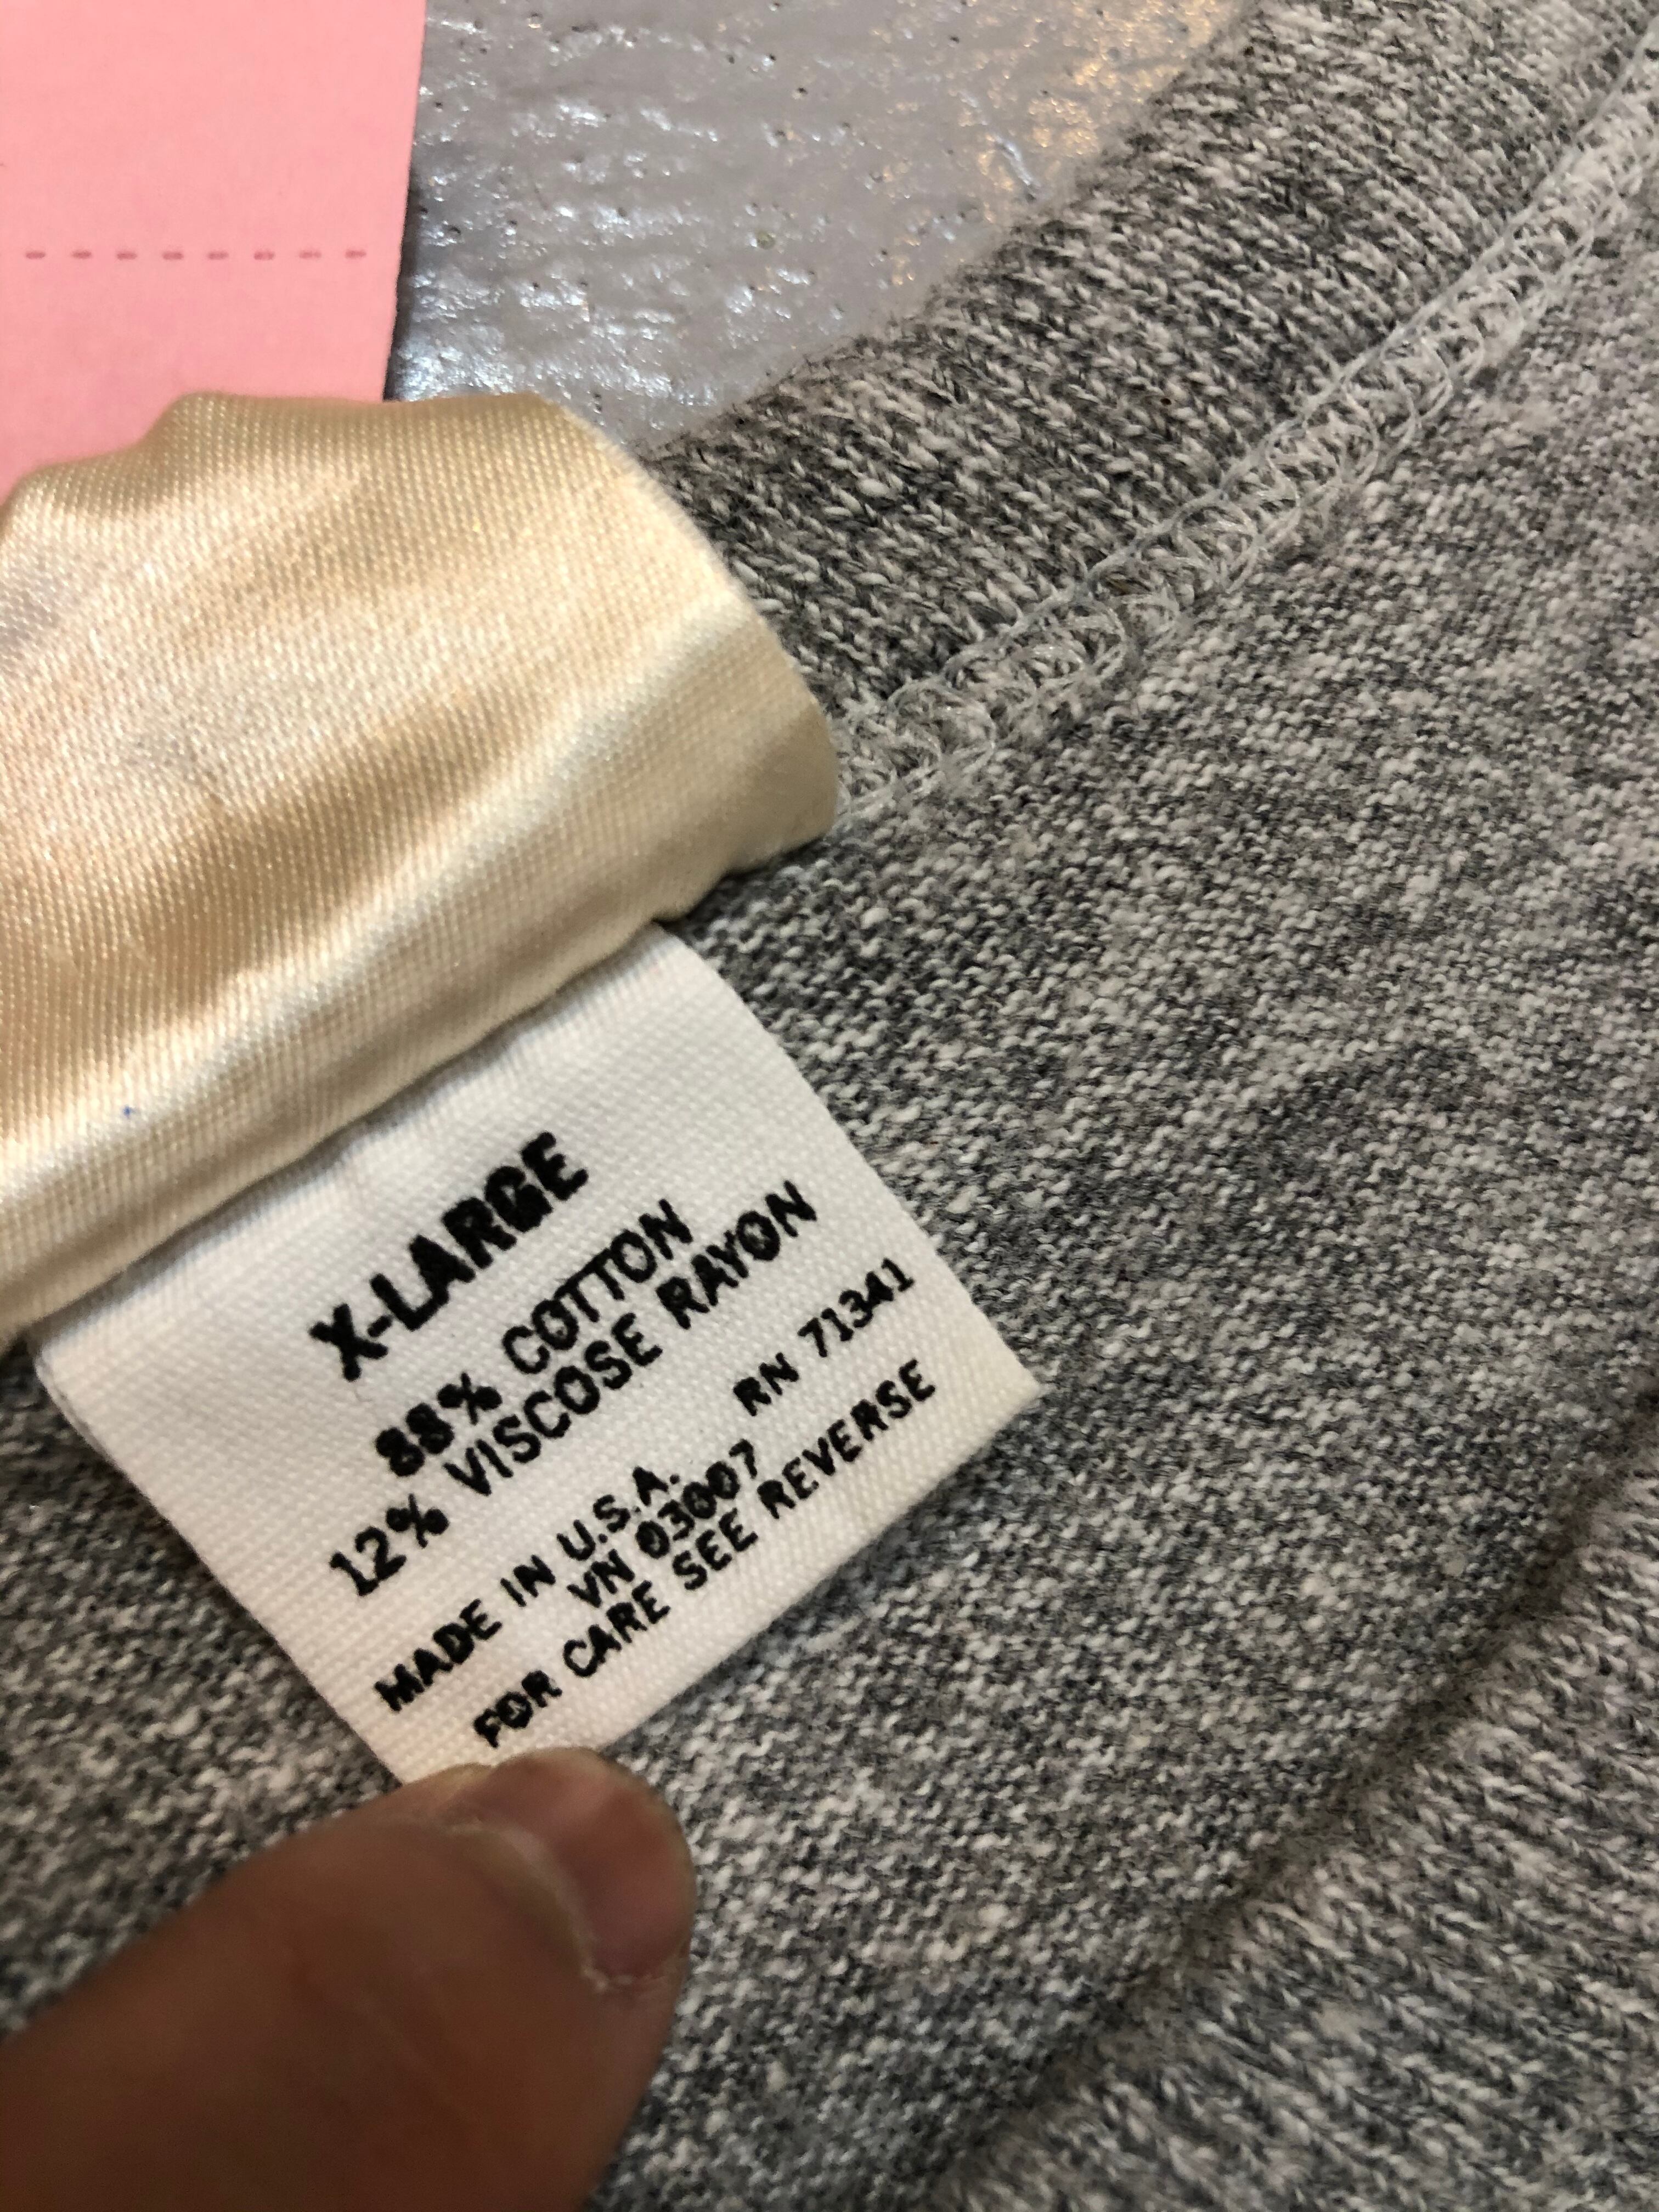 X-LARGE
88% COTTON
12% VISCOSE RAYON
RN 71341
MADE IN U.S.A.
VN 03007
FOR CARE SEE REVERSE